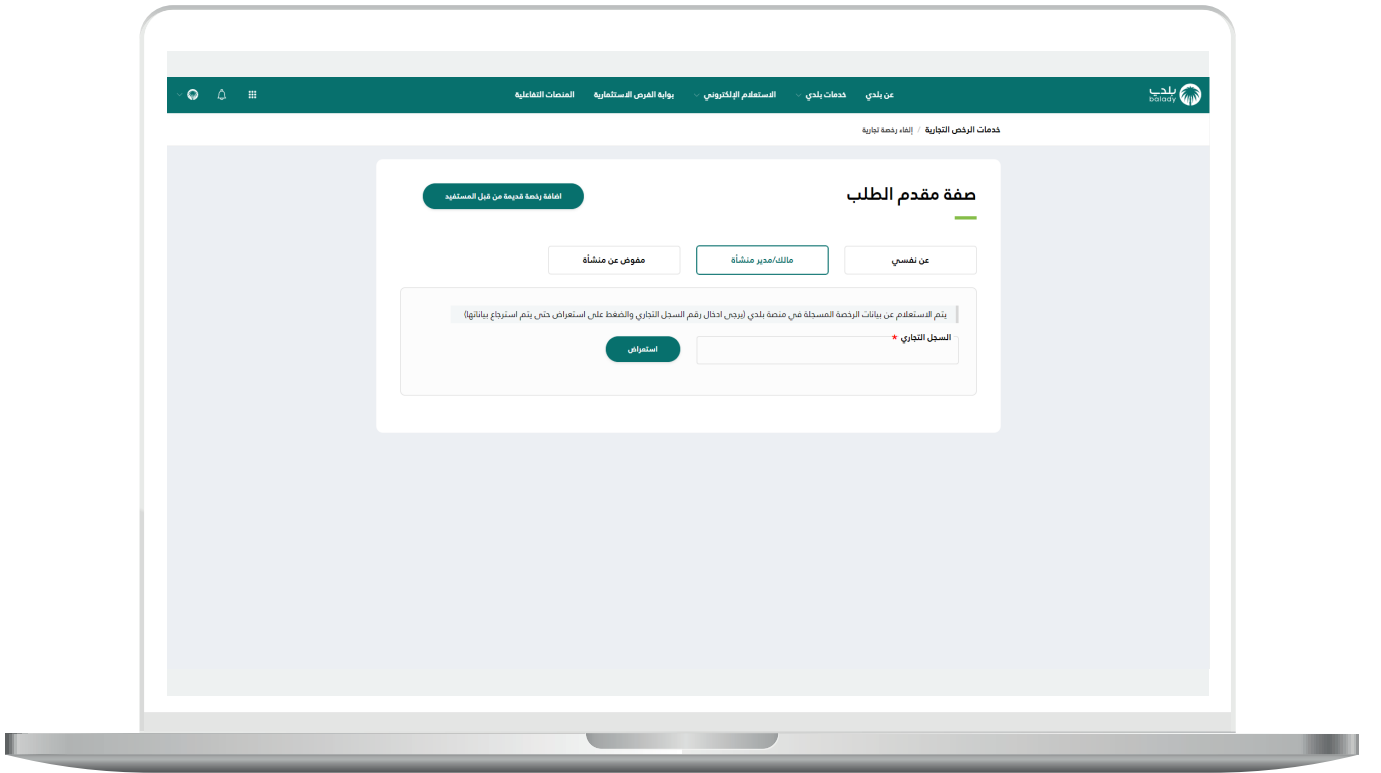 بلدي
balady
عن بلدي
خدمات بلدي
الاستعلام الإلكتروني
بوابة الفرص الاستثمارية
المنصات التفاعلية
خدمات الرخص التجارية / إلغاء رخصة تجارية
صفة مقدم الطلب
اضافة رخصة قديمة من قبل المستفيد
عن نفسي
مالك/مدير منشأة
مفوض عن منشأة
يتم الاستعلام عن بيانات الرخصة المسجلة في منصة بلدي (يرجى ادخال رقم السجل التجاري والضغط على استعراض حتى يتم استرجاع بياناتها)
السجل التجاري *
استعراض